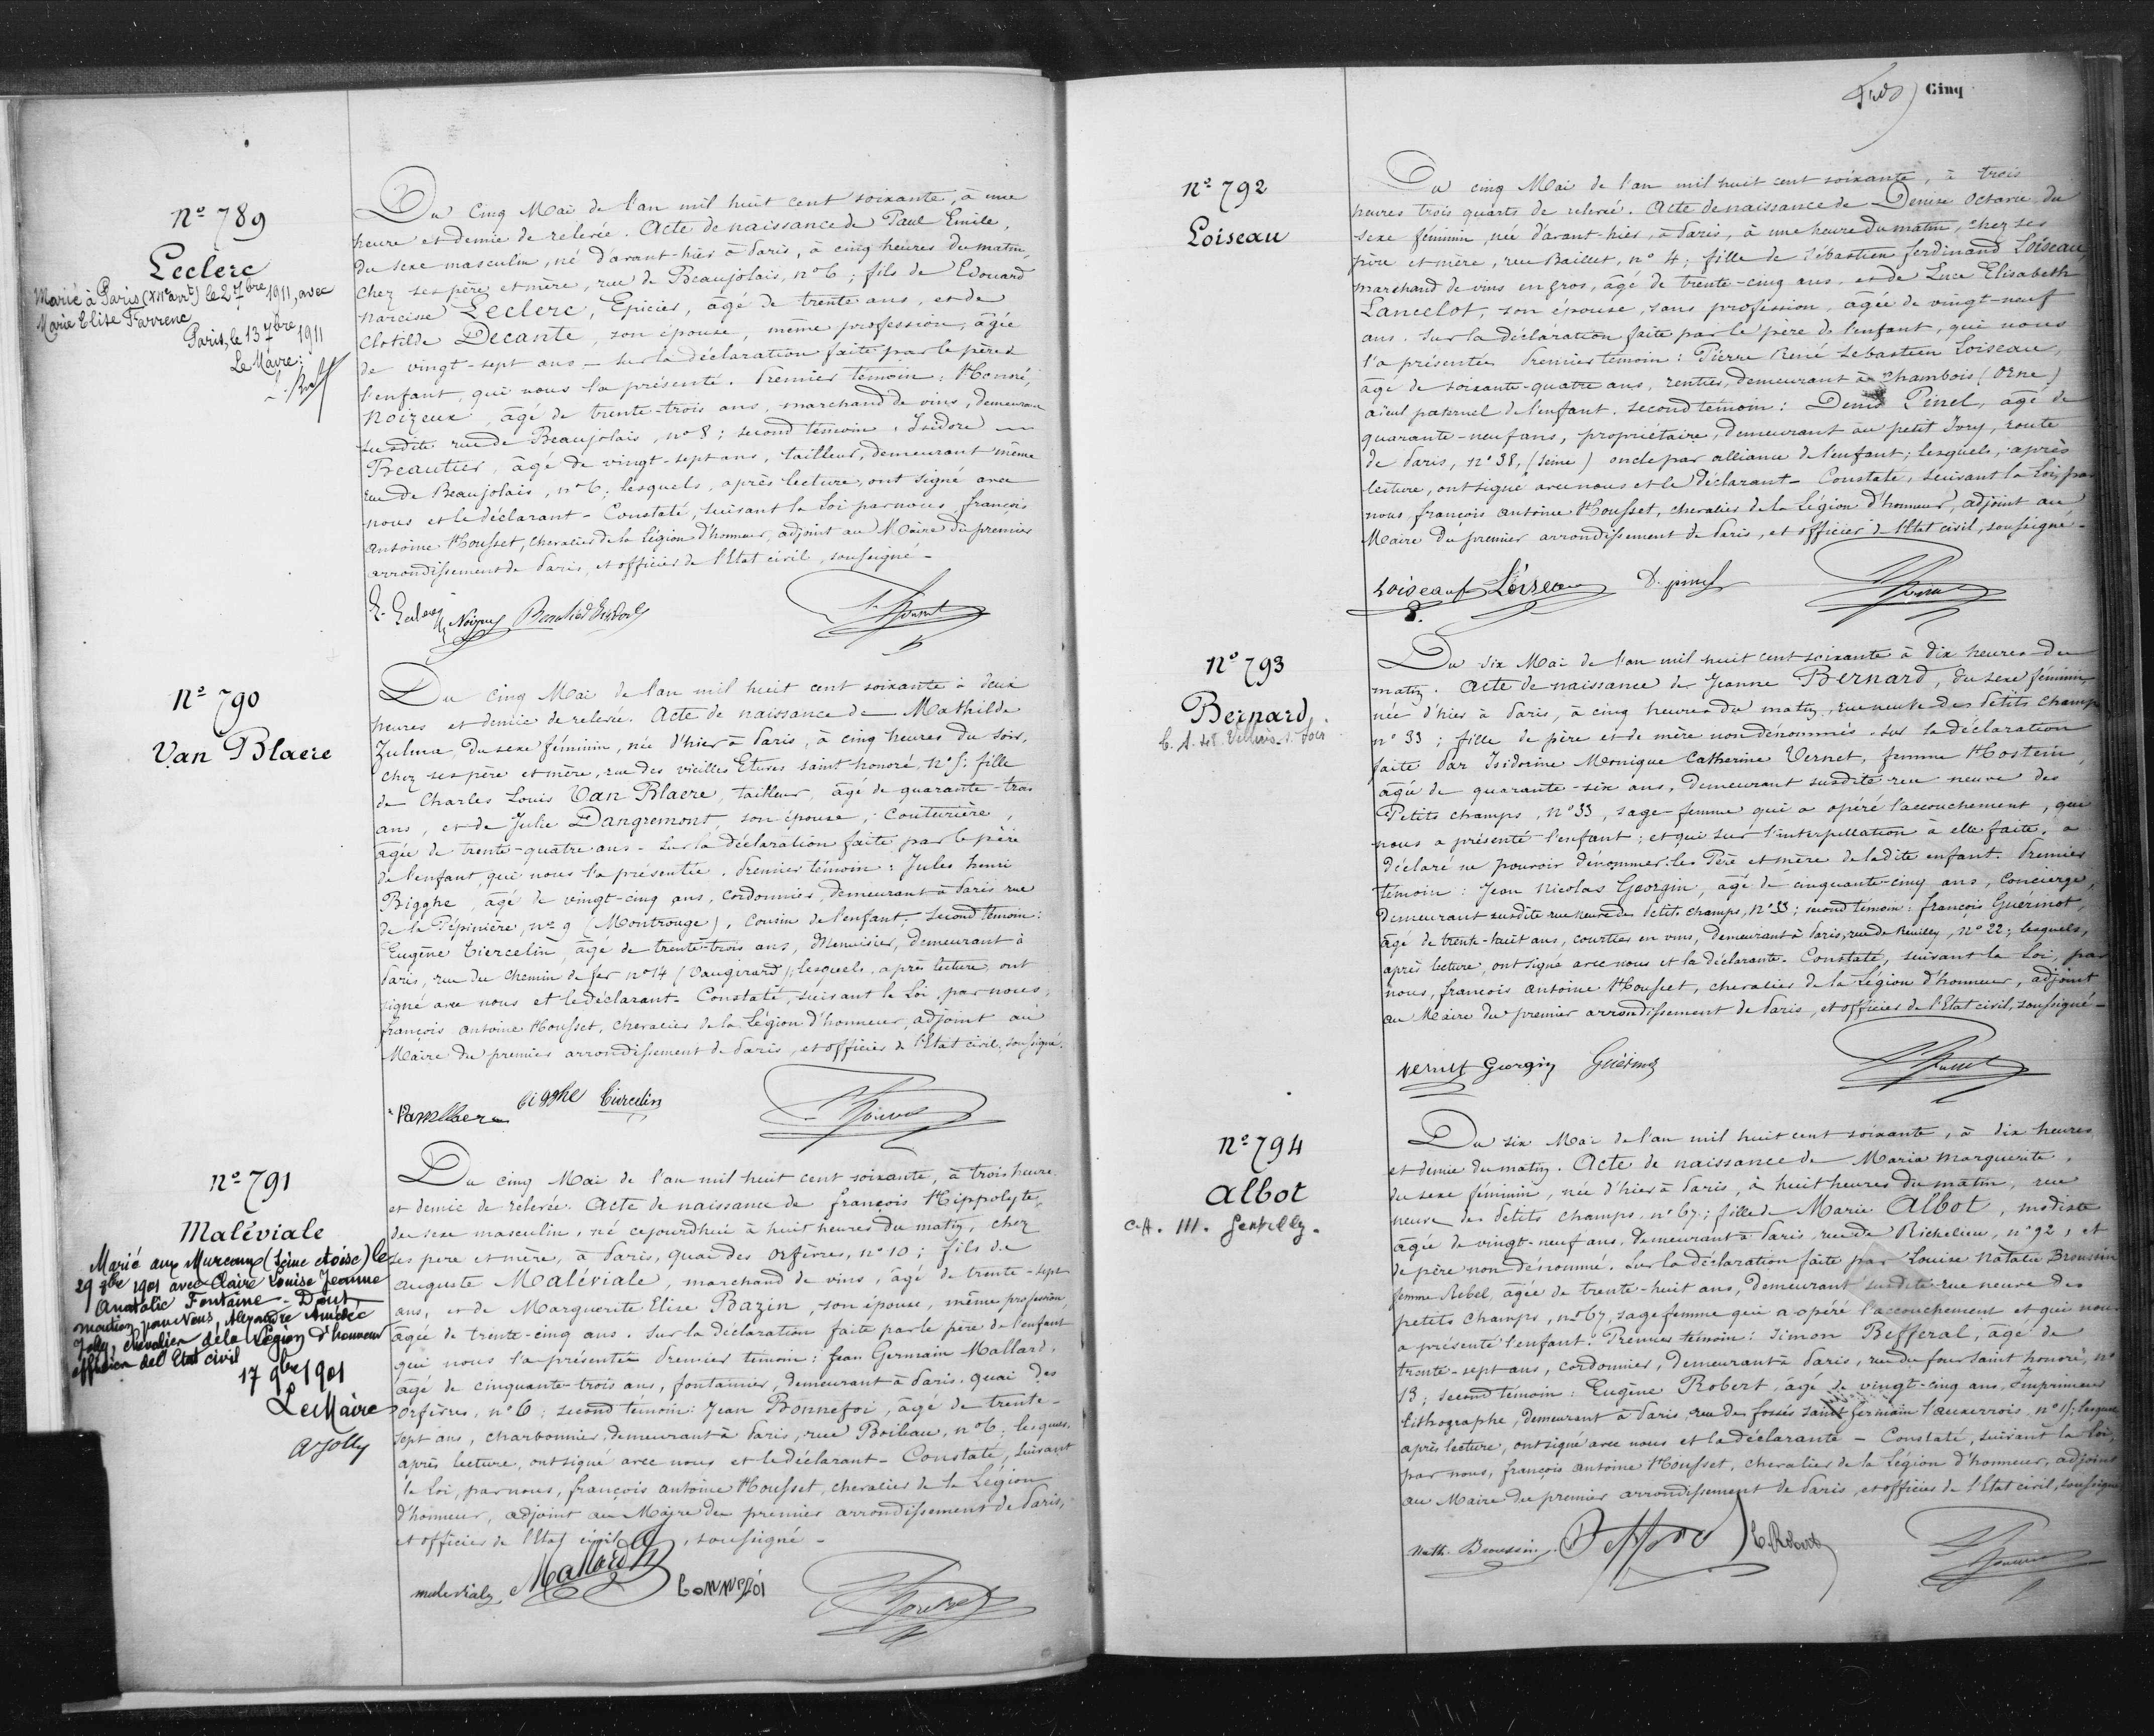 Nº 789
Leclerc
Marié à Paris (XIIe arrt) le 2 7bre 1911, avec
Marie Elise Farrenc
Paris, le 13 7bre 1911
Le Maire:
Du Cinq Mai de l'an mil huit cent soixante, à une
heure et demie de relevée. Acte de naissance de Paul Emile,
du sexe masculin, né d'avant-hier à Paris, à cinq heures du matin,
chez ses père et mère, rue de Beaujolais, nº 6; fils de Edouard
narcisse Leclerc, Epicier, âgé de trente ans, et de
Clotilde Decante, son épouse, même profession, âgée
de vingt-sept ans - sur la déclaration faite par le père de
l'enfant, qui nous l'a présenté. Premier témoin: Honoré,
Noizeux, âgé de trente-trois ans, marchand de vins, demeurant
susdite rue de Beaujolais, nº 8; second témoin, Isidore
Beautier, âgé de vingt-sept ans, tailleur, demeurant même
rue de Beaujolais, nº 6; lesquels, après lecture, ont signé avec
nous et le déclarant - Constaté, suivant la Loi par nous, françois
antoine Housset, chevalier de la Légion d'honneur, adjoint au Maire du premier
arrondissement de Paris, et officier de l'Etat civil, soussigné -
Nº 790
Van Blaere
Du cinq Mai de l'an mil huit cent soixante à deux
heures et demie de relevée. Acte de naissance de Mathilde
Zulma, du sexe féminin, née d'hier à Paris, à cinq heures du soir,
chez ses père et mère, rue des vieilles Etuves saint honoré, nº 5: fille
de Charles Louis Van Blaere, tailleur, âgé de quarante-trois
ans, et de Julie Dangremont, son épouse, Couturière,
âgée de trente-quatre ans - sur la déclaration faite par le père
de l'enfant, qui nous l'a présentée. Premier témoin: Jules henri
Bigghe, âgé de vingt-cinq ans, cordonnier, demeurant à Paris rue
de la Pépinière, nº 9 (Montrouge), Cousin de l'enfant; second témoin:
Eugène Tiercelin, âgé de trente-trois ans, Menuisier, demeurant à
Paris, rue du Chemin de fer nº 14 (Vaugirard); lesquels, après lecture, ont
signé avec nous et le déclarant - Constaté, suivant la Loi, par nous,
françois antoine Housset, chevalier de la Légion d'honneur, adjoint au
Maire du premier arrondissement de Paris, et officier de l'Etat civil, soussigné.
Vanblaere Bigghe Tiercelin
Nº 791
Maléviale
Marié aux Mureaux (Seine et oise) le
29 8bre 1901 avec Claire Louise Jeanne
Anatalie Fontaine - Dont
mention par Nous, Alexandre Amédée
Jolly, Chevalier de la Légion d'honneur
officier de l'Etat civil
17 9bre 1901
Le Maire
A Jolly
Du cinq Mai de l'an mil huit cent soixante, à trois heures
et demie de relevée. Acte de naissance de françois Hippolyte,
du sexe masculin, né cejourd'hui à huit heures du matin, chez
ses père et mère, à Paris, quai des orfèvres, nº 10; fils de
auguste Maléviale, marchand de vins, âgé de trente-sept
ans, et de Marguerite Elise Bazin, son épouse, même profession,
âgée de trente-cinq ans. sur la déclaration faite par le père de l'enfant
qui nous l'a présentée Premier témoin: Jean Germain Mallard,
âgé de cinquante-trois ans, fontainier, demeurant à Paris. quai des
orfèvres, nº 6; second témoin: Jean Bonnefoi, âgé de trente-
sept ans, charbonnier, demeurant à Paris, rue Boileau, nº 6; lesquels,
après lecture, ont signé avec nous et le déclarant - Constaté, suivant
la loi, par nous, françois antoine Housset, chevalier de la Légion
d'honneur, adjoint au Maire du premier arrondissement de Paris,
et officier de l'Etat civil, soussigné -
maleviale Mallard Bonnefoi
Cinq
Nº 792
Loiseau
Du cinq Mai de l'an mil huit cent soixante, à trois
heures trois quarts de relevée. Acte de naissance de Denise Octavie du
sexe féminin, née d'avant-hier, à Paris, à une heure du matin, chez ses
père et mère, rue Baillet, nº 4; fille de Sébastien ferdinand Loiseau,
marchand de vins en gros, âgé de trente-cinq ans, et de Luce Elisabeth
Lancelot, son épouse, sans profession, âgée de vingt-neuf
ans. Sur la déclaration faite par le père de l'enfant, qui nous
l'a présentée Premier témoin: Pierre René Sebastien Loiseau,
âgé de soixante-quatre ans, rentier, demeurant à Chambois (Orne)
aïeul paternel de l'enfant. second témoin: Denis Pinel, âgé de
quarante-neuf ans, propriétaire, demeurant au petit Ivry, route
de Paris, nº 38, (Seine) oncle par alliance de l'enfant; lesquels, après
lecture, ont signé avec nous et le Déclarant - Constaté, suivant la Loi, par
nous, françois antoine Housset, chevalier de la Légion d'honneur, adjoint au
Maire du premier arrondissement de Paris, et officier de l'Etat civil, soussigné -
Loiseau Loiseau D. pinel
Nº 793
Bernard
Du six Mai de l'an mil huit cent soixante à dix heures du
matin. Acte de naissance de Jeanne Bernard, du sexe féminin
née d'hier à Paris, à cinq heures du matin, rue neuve des Petits champs
nº 33; fille de père et de mère non dénommés. sur la déclaration
faite Par Isidorine Monique Catherine Vernet, femme Hostein,
âgée de quarante-six ans, demeurant susdite rue neuve des
Petits champs, nº 33, sage-femme qui a opéré l'accouchement, qui
nous a présenté l'enfant; et qui sur l'interpellation à elle faite, a
déclaré ne pouvoir dénommer les Père et mère de ladite enfant. Premier
témoin: Jean Nicolas Georgin, âgé de cinquante-cinq ans, Concierge,
Demeurant susdite rue neuve des Petits champs, nº 33; second témoin: françois Guérinot,
âgé de trente-huit ans, courtier en vins, Demeurant à Paris, rue de Reuilly, nº 22; lesquels,
après lecture, ont signé avec nous et la déclarante. Constaté, suivant la Loi, par
nous, françois antoine Housset, chevalier de la Légion d'honneur, adjoint
au Maire du premier arrondissement de Paris, et officier de l'Etat civil, soussigné -
Vernet Georgin Guérinot
Nº 794
Albot
C.A. 111. Gentilly.
Du six Mai de l'an mil huit cent soixante, à dix heures
et demie du matin. Acte de naissance de Maria Marguerite,
du sexe féminin, née d'hier à Paris, à huit heures du matin, rue
neuve des Petits champs, nº 67; fille de Marie Albot, modiste
âgée de vingt-neuf ans, demeurant à Paris, rue de Richelieu, nº 92, et
de père non dénommé. Sur la déclaration faite par Louise Natalie Broussin
femme Rebel, âgée de trente-huit ans, demeurant susdite rue neuve des
petits champs, nº 67, sage femme qui a opéré l'accouchement et qui nous
a présenté l'enfant. Premier témoin: Simon Befferal, âgé de
trente-sept ans, cordonnier, demeurant à Paris, rue du four saint honoré, nº
13; second témoin: Eugène Robert, âgé de vingt-cinq ans, imprimeur
lithographe, demeurant à Paris, rue des fossés saint germain l'auxerrois, nº 15; lesquels
après lecture, ont signé avec nous et la déclarante - Constaté, suivant la loi,
par nous, françois antoine Housset, chevalier de la Légion d'honneur, adjoint
au Maire du premier arrondissement de Paris, et officier de l'Etat civil, soussigné
Nath. Broussin E. Robert